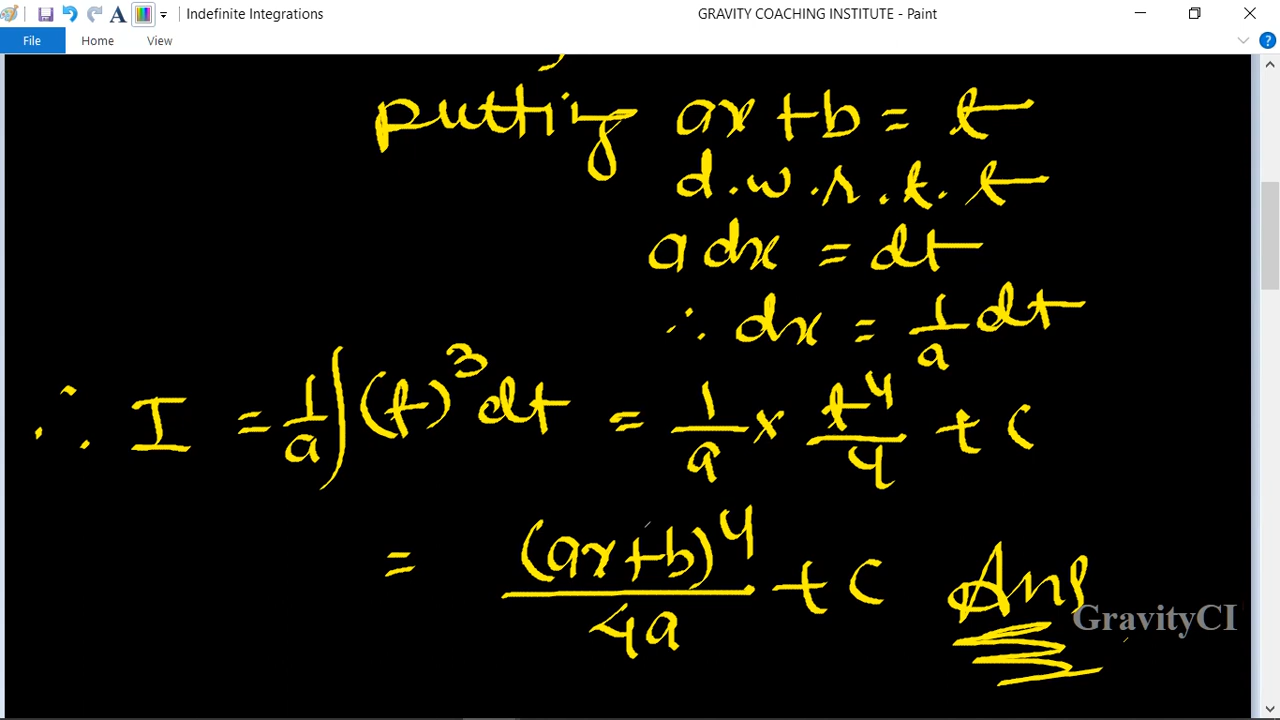 Indefinite Integrations
GRAVITY COACHING INSTITUTE - Paint
File Home View
putting ax+b = t
d.w.r.t. t
a dx = dt
∴ dx = 1/a dt
∴ I = 1/a ∫(t)³ dt = 1/a × t⁴/4 + C
= (ax+b)⁴/4a + C Ans
GravityCI